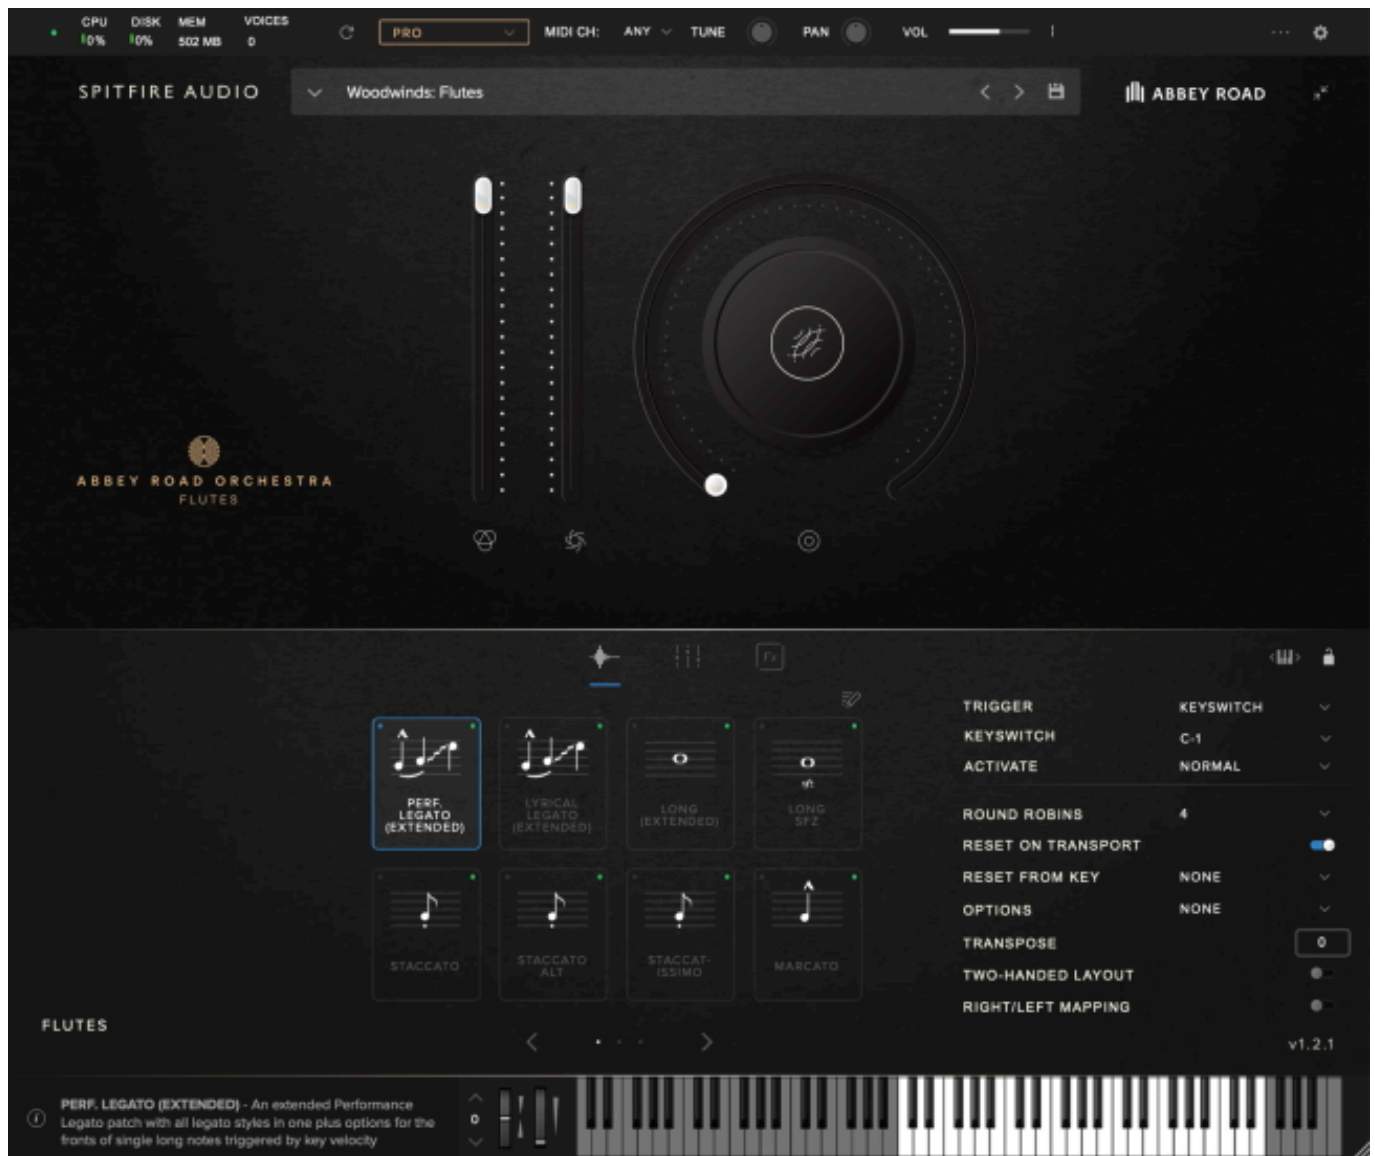 CPU DISK MEM VOICES
0% 0% 502 MB 0
PRO MIDI CH: ANY TUNE PAN VOL
SPITFIRE AUDIO
Woodwinds: Flutes
ABBEY ROAD
ABBEY ROAD ORCHESTRA
FLUTES
Fx
PERF.
LEGATO
(EXTENDED)
LYRICAL
LEGATO
(EXTENDED)
LONG
(EXTENDED)
sfz
LONG
SFZ
STACCATO
STACCATO
ALT
STACCAT-
ISSIMO
MARCATO
TRIGGER KEYSWITCH
KEYSWITCH C-1
ACTIVATE NORMAL
ROUND ROBINS 4
RESET ON TRANSPORT
RESET FROM KEY NONE
OPTIONS NONE
TRANSPOSE 0
TWO-HANDED LAYOUT
RIGHT/LEFT MAPPING
FLUTES
v1.2.1
PERF. LEGATO (EXTENDED) - An extended Performance
Legato patch with all legato styles in one plus options for the
fronts of single long notes triggered by key velocity
0